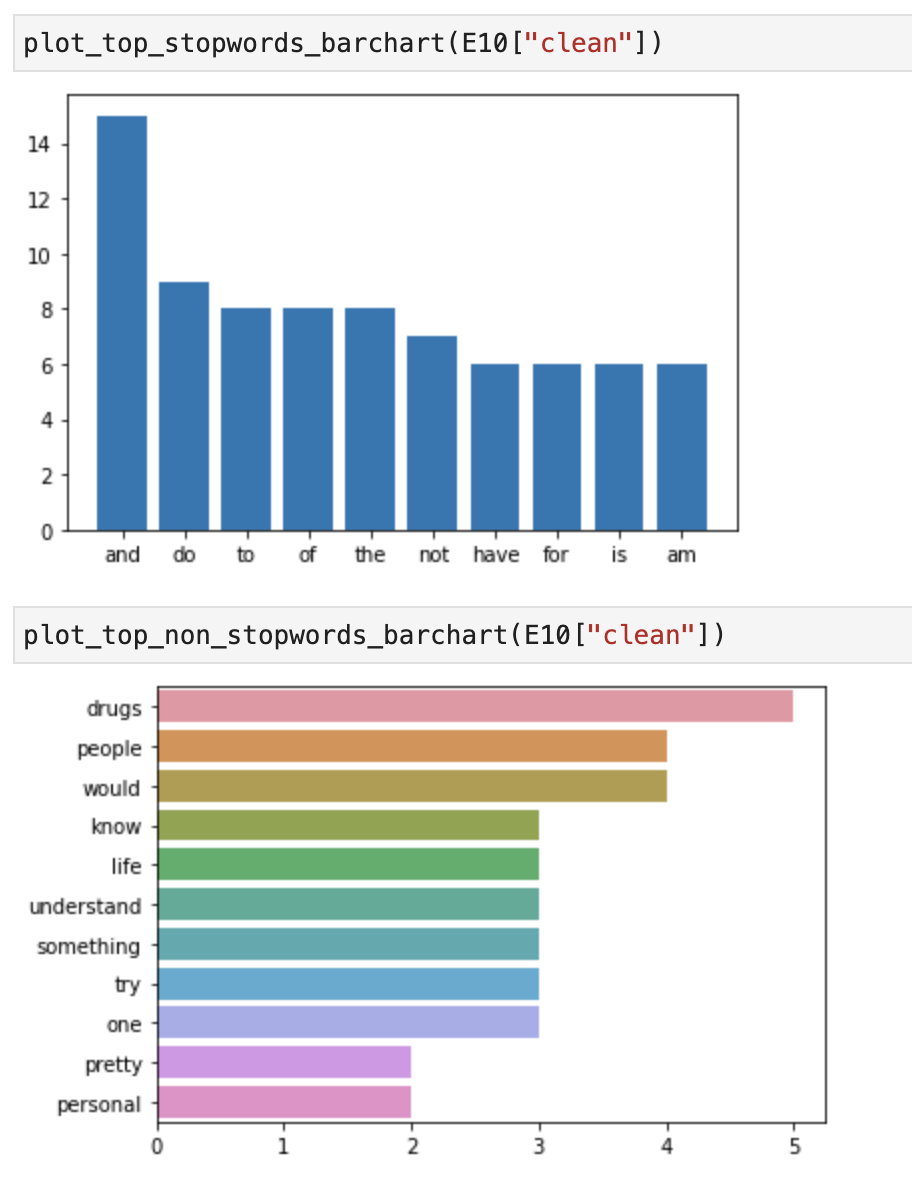 plot_top_stopwords_barchart(E10["clean"])
14
12
10
8
6
4
2
0
and do to of the not have for is am
plot_top_non_stopwords_barchart(E10["clean"])
drugs
people
would
know
life
understand
something
try
one
pretty
personal
0 1 2 3 4 5